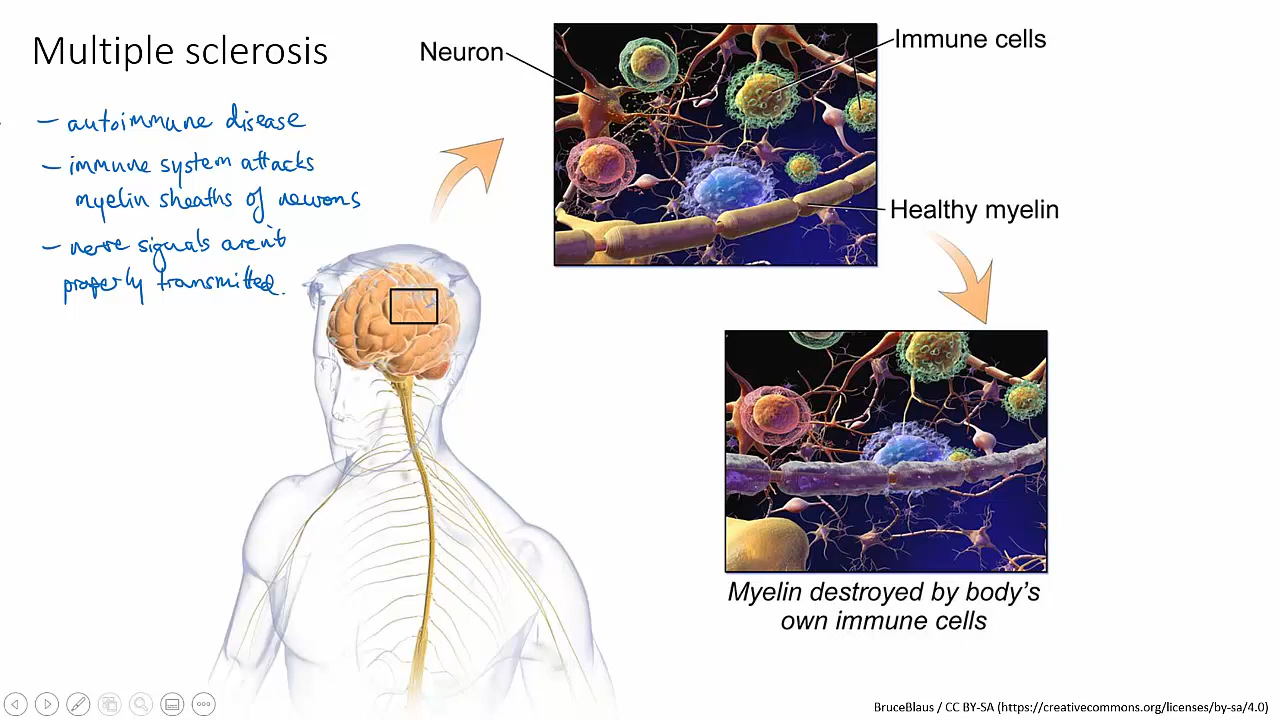 Multiple sclerosis
– autoimmune disease
– immune system attacks
myelin sheaths of neurons
– nerve signals aren't
properly transmitted.
Neuron
Immune cells
Healthy myelin
Myelin destroyed by body's
own immune cells
BruceBlaus / CC BY-SA (https://creativecommons.org/licenses/by-sa/4.0)